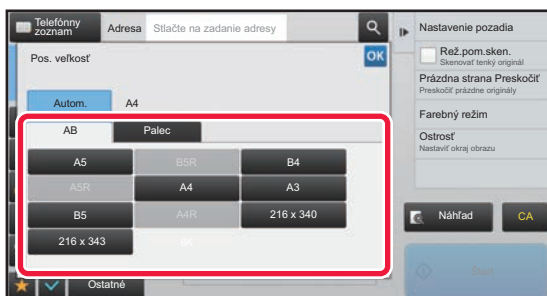 Telefónny
zoznam
Adresa
Stlačte na zadanie adresy
Pos. veľkosť
OK
Autom.
A4
AB
Palec
A5
B5R
B4
A5R
A4
A3
B5
A4R
216 x 340
216 x 343
8K
Ostatné
Nastavenie pozadia
Rež.pom.sken.
Skenovať tenký originál
Prázdna strana Preskočiť
Preskočiť prázdne originály
Farebný režim
Ostrosť
Nastaviť okraj obrazu
Náhľad
CA
Štart